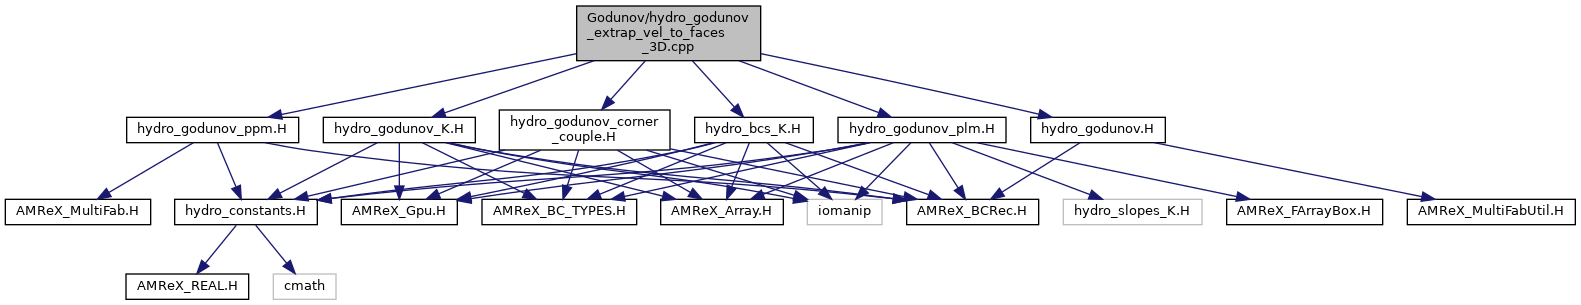 Godunov/hydro_godunov
_extrap_vel_to_faces
_3D.cpp
hydro_godunov_ppm.H
hydro_godunov_K.H
hydro_godunov_corner
_couple.H
hydro_bcs_K.H
hydro_godunov_plm.H
hydro_godunov.H
AMReX_MultiFab.H
hydro_constants.H
AMReX_Gpu.H
AMReX_BC_TYPES.H
AMReX_Array.H
iomanip
AMReX_BCRec.H
hydro_slopes_K.H
AMReX_FArrayBox.H
AMReX_MultiFabUtil.H
AMReX_REAL.H
cmath